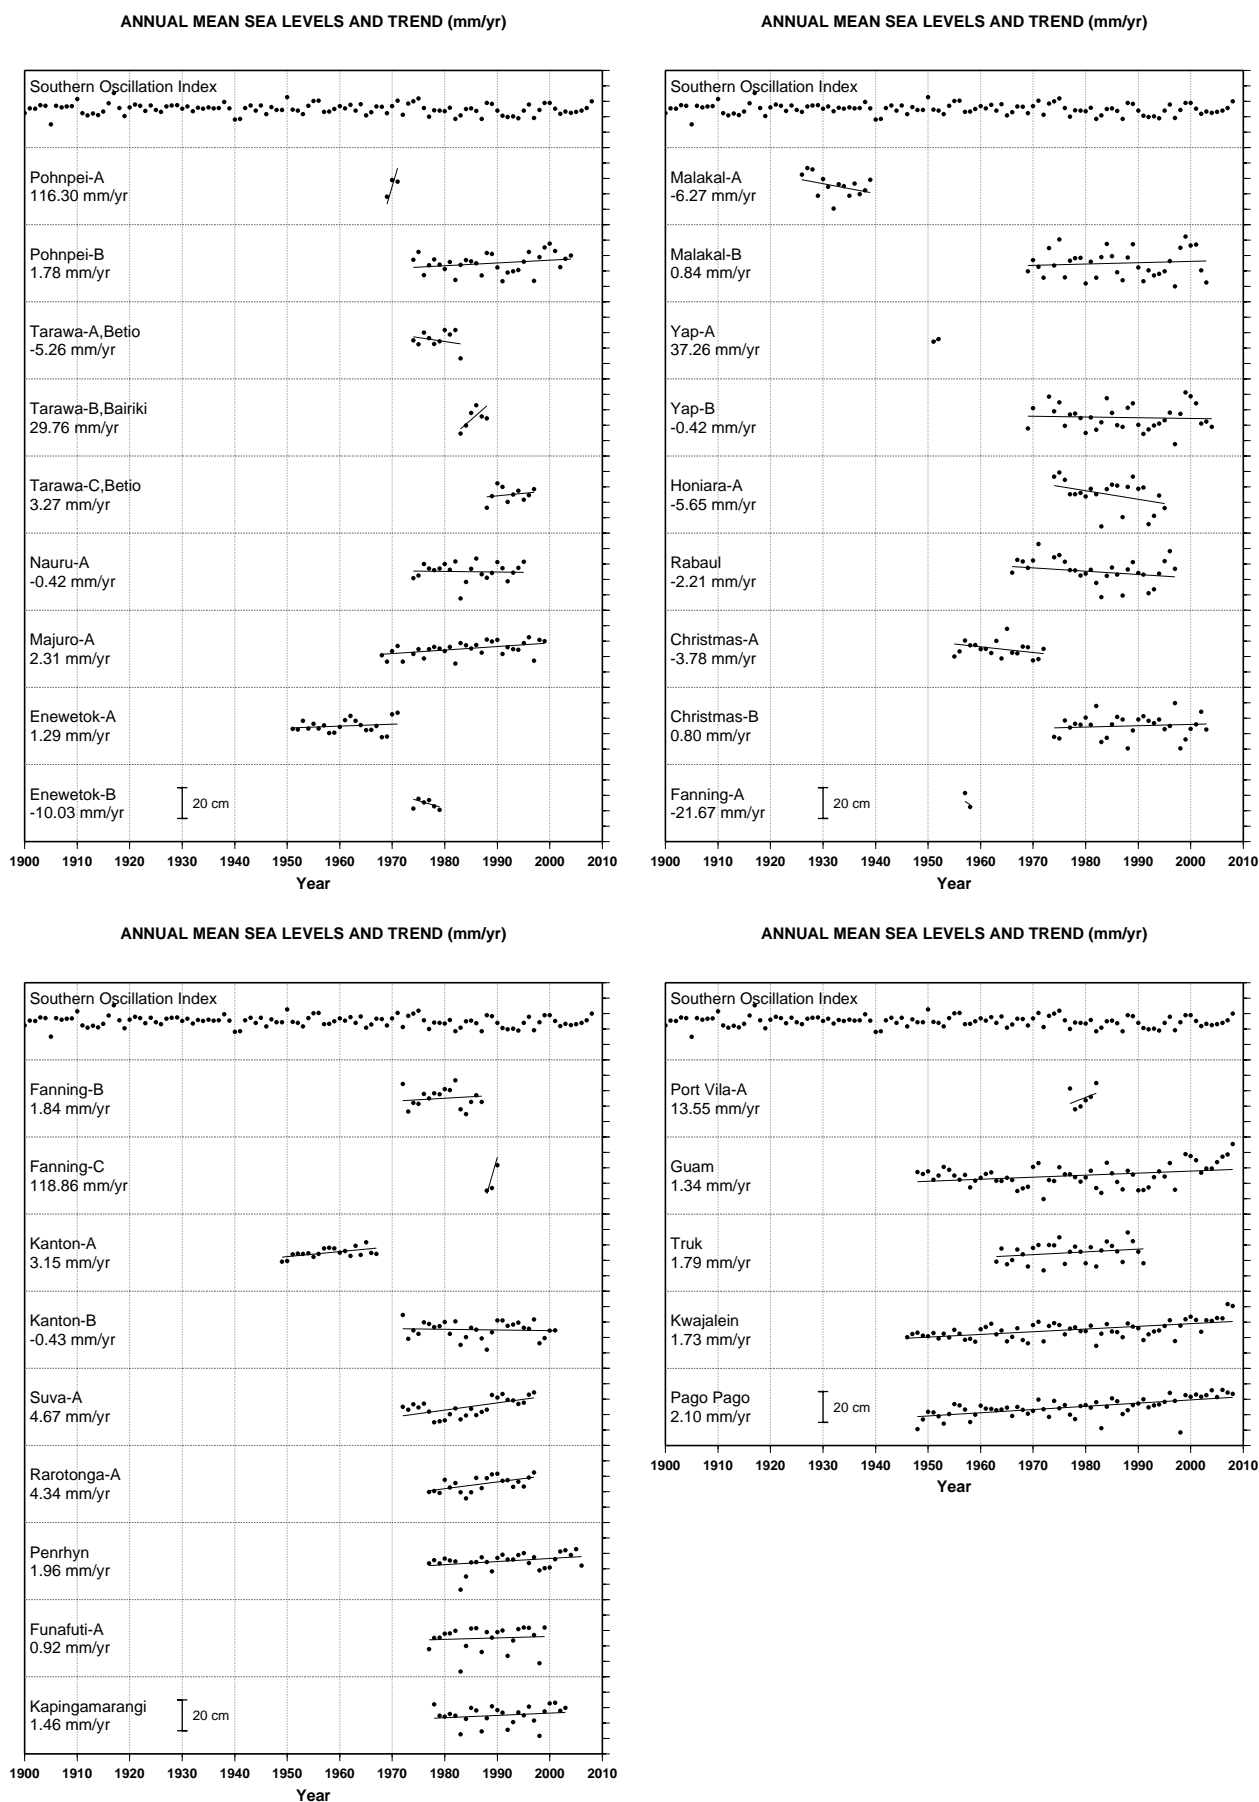 ANNUAL MEAN SEA LEVELS AND TREND (mm/yr)
Southern Oscillation Index
Pohnpei-A
116.30 mm/yr
Pohnpei-B
1.78 mm/yr
Tarawa-A,Betio
-5.26 mm/yr
Tarawa-B,Bairiki
29.76 mm/yr
Tarawa-C,Betio
3.27 mm/yr
Nauru-A
-0.42 mm/yr
Majuro-A
2.31 mm/yr
Enewetok-A
1.29 mm/yr
Enewetok-B
-10.03 mm/yr
20 cm
1900 1910 1920 1930 1940 1950 1960 1970 1980 1990 2000 2010
Year
ANNUAL MEAN SEA LEVELS AND TREND (mm/yr)
Southern Oscillation Index
Malakal-A
-6.27 mm/yr
Malakal-B
0.84 mm/yr
Yap-A
37.26 mm/yr
Yap-B
-0.42 mm/yr
Honiara-A
-5.65 mm/yr
Rabaul
-2.21 mm/yr
Christmas-A
-3.78 mm/yr
Christmas-B
0.80 mm/yr
Fanning-A
-21.67 mm/yr
20 cm
1900 1910 1920 1930 1940 1950 1960 1970 1980 1990 2000 2010
Year
ANNUAL MEAN SEA LEVELS AND TREND (mm/yr)
Southern Oscillation Index
Fanning-B
1.84 mm/yr
Fanning-C
118.86 mm/yr
Kanton-A
3.15 mm/yr
Kanton-B
-0.43 mm/yr
Suva-A
4.67 mm/yr
Rarotonga-A
4.34 mm/yr
Penrhyn
1.96 mm/yr
Funafuti-A
0.92 mm/yr
Kapingamarangi
1.46 mm/yr
20 cm
1900 1910 1920 1930 1940 1950 1960 1970 1980 1990 2000 2010
Year
ANNUAL MEAN SEA LEVELS AND TREND (mm/yr)
Southern Oscillation Index
Port Vila-A
13.55 mm/yr
Guam
1.34 mm/yr
Truk
1.79 mm/yr
Kwajalein
1.73 mm/yr
Pago Pago
2.10 mm/yr
20 cm
1900 1910 1920 1930 1940 1950 1960 1970 1980 1990 2000 2010
Year